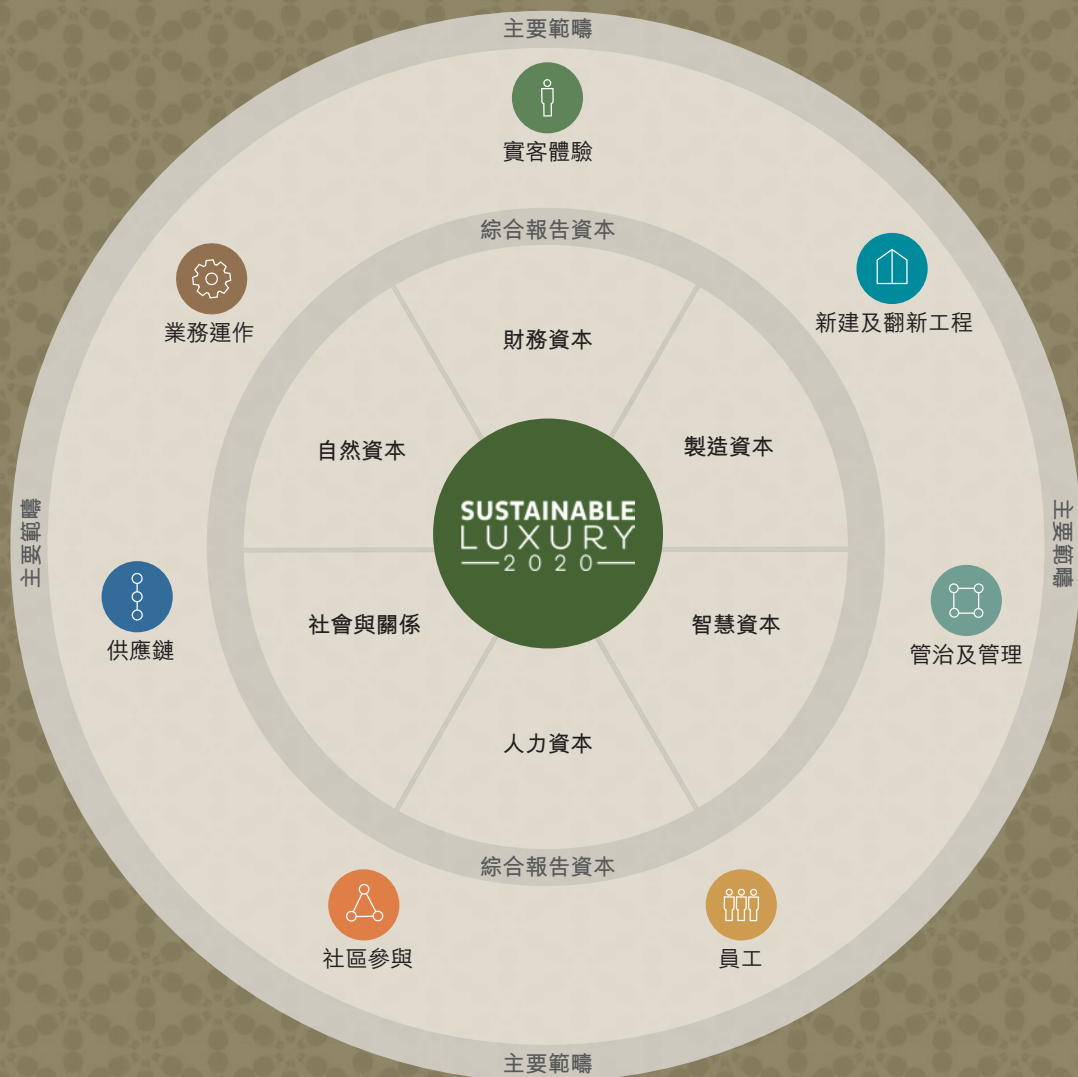 主要範疇
實客體驗
綜合報告資本
業務運作
新建及翻新工程
財務資本
自然資本
製造資本
SUSTAINABLE
LUXURY
2020
主要範疇
主要範疇
供應鏈
社會與關係
智慧資本
管治及管理
人力資本
綜合報告資本
社區參與
員工
主要範疇